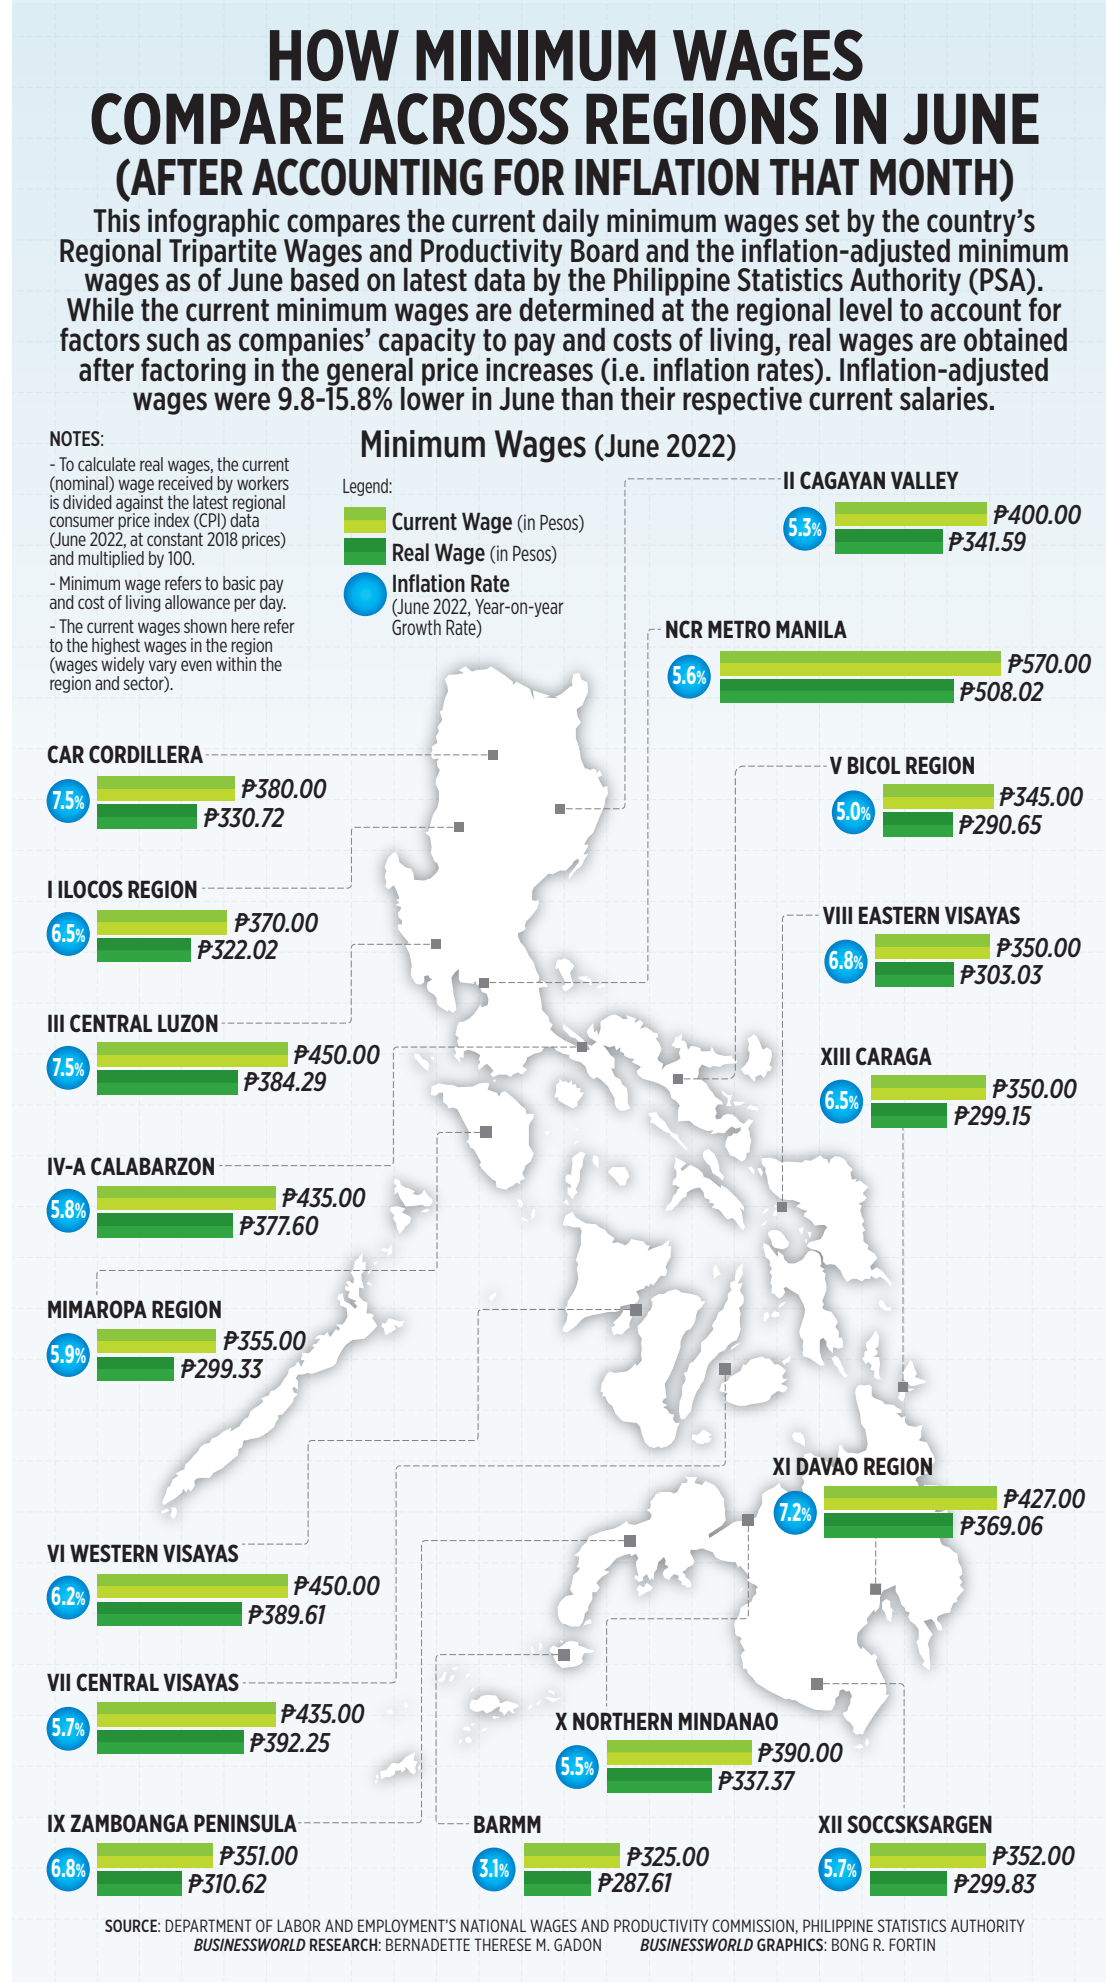 HOW MINIMUM WAGES
COMPARE ACROSS REGIONS IN JUNE
(AFTER ACCOUNTING FOR INFLATION THAT MONTH)
This infographic compares the current daily minimum wages set by the country's
Regional Tripartite Wages and Productivity Board and the inflation-adjusted minimum
wages as of June based on latest data by the Philippine Statistics Authority (PSA).
While the current minimum wages are determined at the regional level to account for
factors such as companies' capacity to pay and costs of living, real wages are obtained
after factoring in the general price increases (i.e. inflation rates). Inflation-adjusted
wages were 9.8-15.8% lower in June than their respective current salaries.
NOTES:
- To calculate real wages, the current
(nominal) wage received by workers
is divided against the latest regional
consumer price index (CPI) data
(June 2022, at constant 2018 prices)
and multiplied by 100.
- Minimum wage refers to basic pay
and cost of living allowance per day.
- The current wages shown here refer
to the highest wages in the region
(wages widely vary even within the
region and sector).
Minimum Wages (June 2022)
Legend:
Current Wage (in Pesos)
Real Wage (in Pesos)
Inflation Rate
(June 2022, Year-on-year
Growth Rate)
II CAGAYAN VALLEY
5.3%
₱400.00
₱341.59
NCR METRO MANILA
5.6%
₱570.00
₱508.02
CAR CORDILLERA
7.5%
₱380.00
₱330.72
V BICOL REGION
5.0%
₱345.00
₱290.65
I ILOCOS REGION
6.5%
₱370.00
₱322.02
VIII EASTERN VISAYAS
6.8%
₱350.00
₱303.03
III CENTRAL LUZON
7.5%
₱450.00
₱384.29
XIII CARAGA
6.5%
₱350.00
₱299.15
IV-A CALABARZON
5.8%
₱435.00
₱377.60
MIMAROPA REGION
5.9%
₱355.00
₱299.33
XI DAVAO REGION
7.2%
₱427.00
₱369.06
VI WESTERN VISAYAS
6.2%
₱450.00
₱389.61
VII CENTRAL VISAYAS
5.7%
₱435.00
₱392.25
X NORTHERN MINDANAO
5.5%
₱390.00
₱337.37
IX ZAMBOANGA PENINSULA
6.8%
₱351.00
₱310.62
BARMM
3.1%
₱325.00
₱287.61
XII SOCCSKSARGEN
5.7%
₱352.00
₱299.83
SOURCE: DEPARTMENT OF LABOR AND EMPLOYMENT'S NATIONAL WAGES AND PRODUCTIVITY COMMISSION, PHILIPPINE STATISTICS AUTHORITY
BUSINESSWORLD RESEARCH: BERNADETTE THERESE M. GADON BUSINESSWORLD GRAPHICS: BONG R. FORTIN